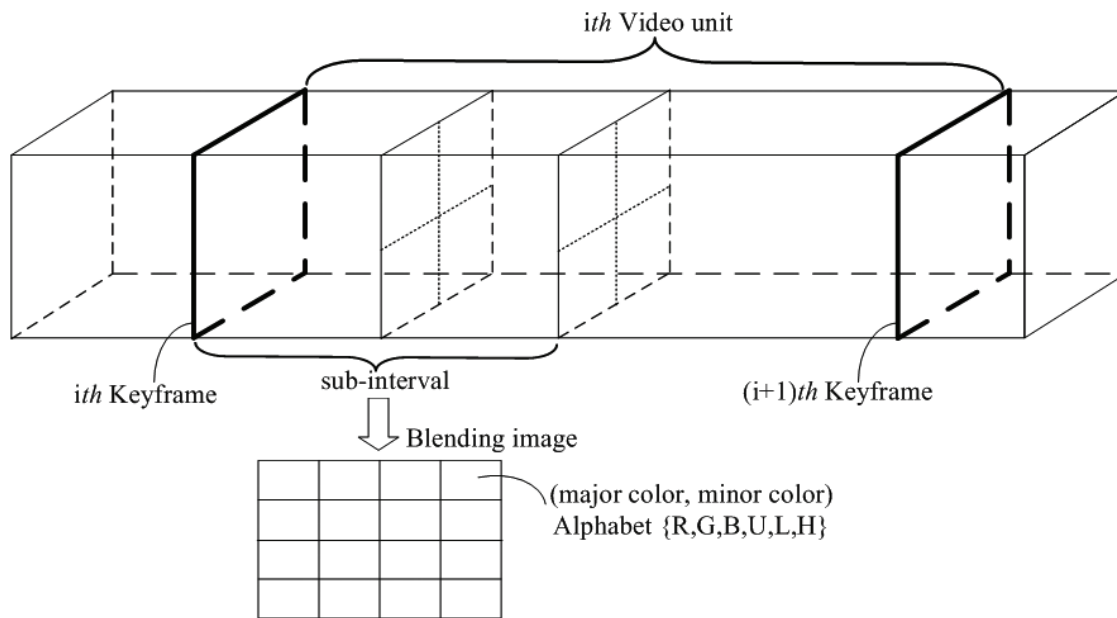 ith Video unit
ith Keyframe
sub-interval
(i+1)th Keyframe
Blending image
(major color, minor color)
Alphabet {R,G,B,U,L,H}